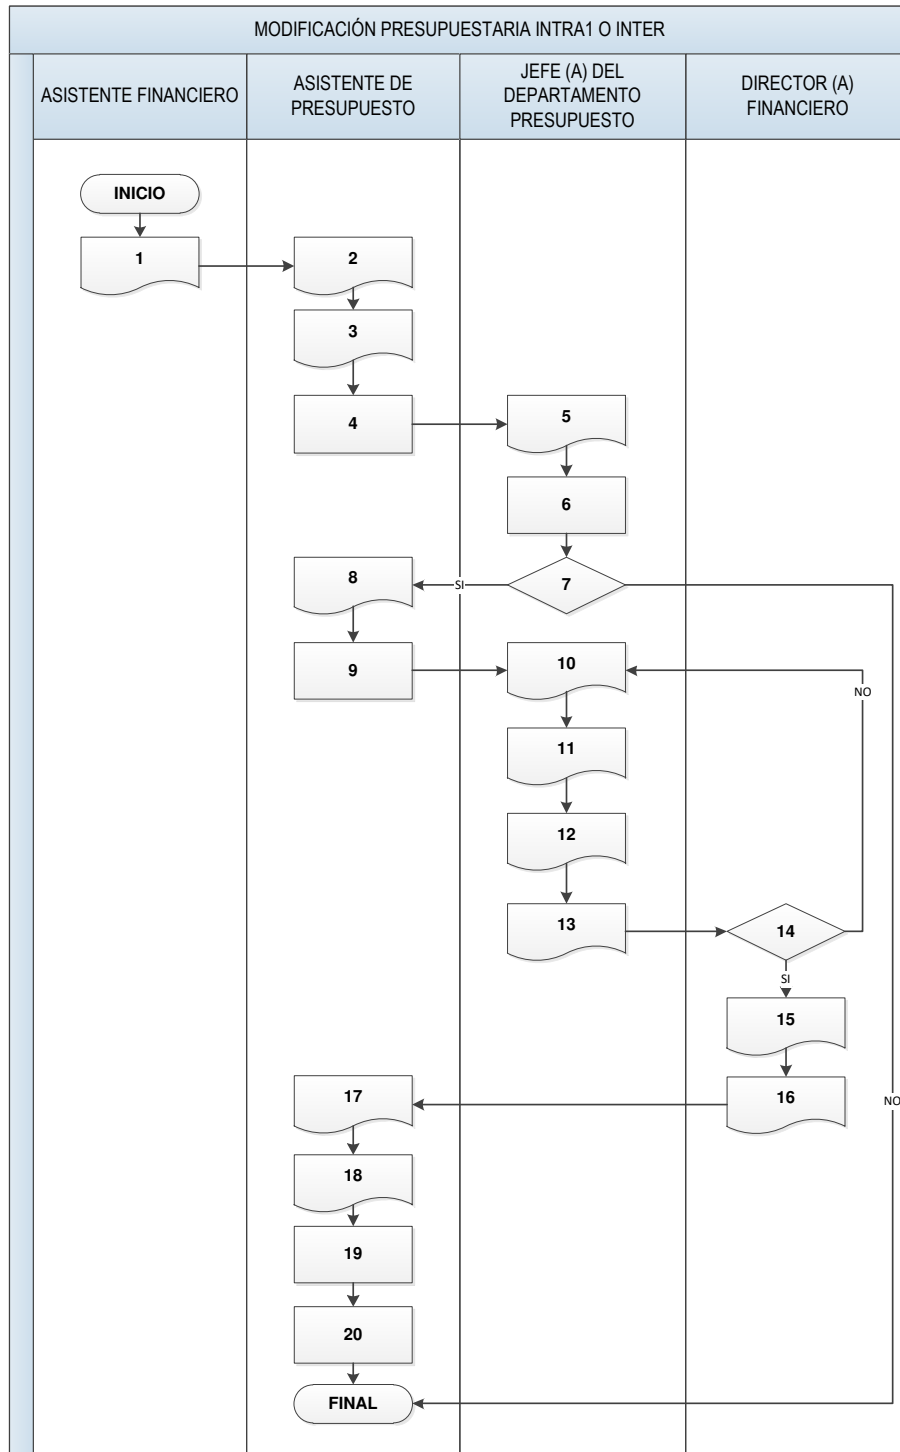 MODIFICACIÓN PRESUPUESTARIA INTRA1 O INTER
ASISTENTE FINANCIERO
ASISTENTE DE
PRESUPUESTO
JEFE (A) DEL
DEPARTAMENTO
PRESUPUESTO
DIRECTOR (A)
FINANCIERO
INICIO
1
2
3
4
5
6
7
SI
8
9
10
NO
11
12
13
14
SI
15
16
NO
17
18
19
20
FINAL